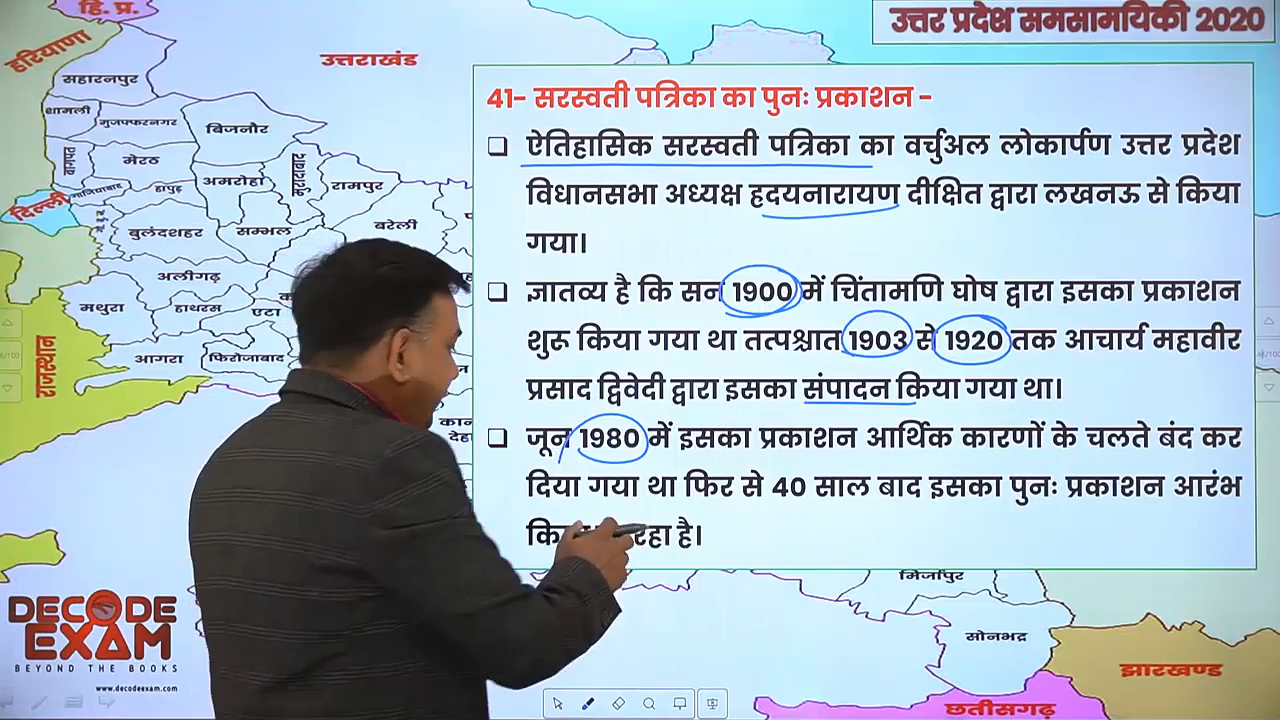 हि. प्र.
उत्तर प्रदेश समसामयिकी 2020
हरियाणा
उत्तराखंड
सहारनपुर
शामली
मुजफ्फरनगर
बिजनौर
बागपत
मेरठ
अमरोहा
मुरादाबाद
रामपुर
दिल्ली
गाजियाबाद
हापुड़
बुलंदशहर
सम्भल
बरेली
अलीगढ़
मथुरा
हाथरस
एटा
आगरा
फिरोजाबाद
राजस्थान
41- सरस्वती पत्रिका का पुनः प्रकाशन -
ऐतिहासिक सरस्वती पत्रिका का वर्चुअल लोकार्पण उत्तर प्रदेश
विधानसभा अध्यक्ष हृदयनारायण दीक्षित द्वारा लखनऊ से किया
गया।
ज्ञातव्य है कि सन 1900 में चिंतामणि घोष द्वारा इसका प्रकाशन
शुरू किया गया था तत्पश्चात 1903 से 1920 तक आचार्य महावीर
प्रसाद द्विवेदी द्वारा इसका संपादन किया गया था।
जून 1980 में इसका प्रकाशन आर्थिक कारणों के चलते बंद कर
दिया गया था फिर से 40 साल बाद इसका पुनः प्रकाशन आरंभ
रहा है।
मिर्जापुर
सोनभद्र
झारखण्ड
छतीसगढ़
DECODE
EXAM
BEYOND THE BOOKS
www.decodeexam.com